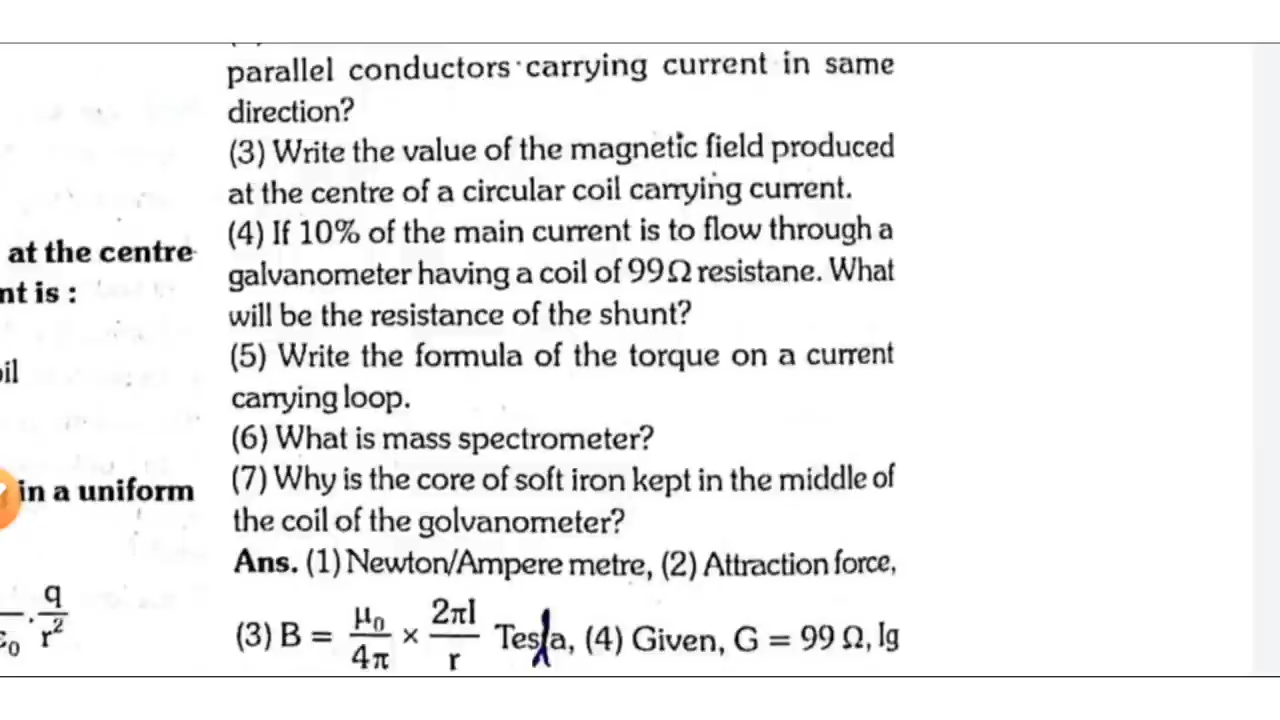 parallel conductors carrying current in same
direction?
(3) Write the value of the magnetic field produced
at the centre of a circular coil carrying current.
(4) If 10% of the main current is to flow through a
galvanometer having a coil of 99Ω resistane. What
will be the resistance of the shunt?
(5) Write the formula of the torque on a current
carrying loop.
(6) What is mass spectrometer?
(7) Why is the core of soft iron kept in the middle of
the coil of the golvanometer?
Ans. (1) Newton/Ampere metre, (2) Attraction force,
(3) B = μ₀/4π × 2πI/r Tesla, (4) Given, G = 99 Ω, Ig
at the centre
nt is :
oil
in a uniform
q/r²